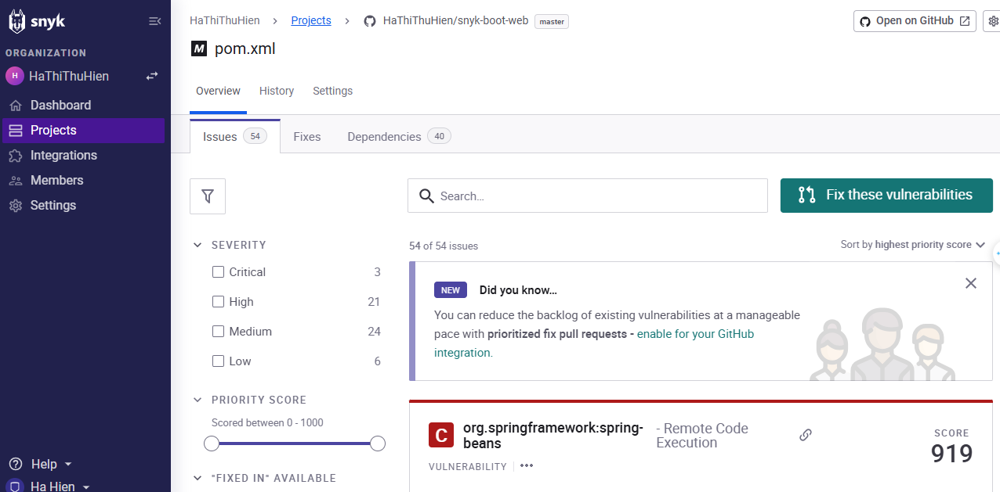 snyk
ORGANIZATION
H HaThiThuHien
Dashboard
Projects
Integrations
Members
Settings
Help
Ha Hien
HaThiThuHien > Projects > HaThiThuHien/snyk-boot-web master
Open on GitHub
M pom.xml
Overview History Settings
Issues 54 Fixes Dependencies 40
Search...
Fix these vulnerabilities
SEVERITY
Critical 3
High 21
Medium 24
Low 6
PRIORITY SCORE
Scored between 0 - 1000
"FIXED IN" AVAILABLE
54 of 54 issues
Sort by highest priority score
NEW Did you know...
You can reduce the backlog of existing vulnerabilities at a manageable
pace with prioritized fix pull requests - enable for your GitHub
integration.
C org.springframework:spring-
beans
- Remote Code
Execution
VULNERABILITY
SCORE
919